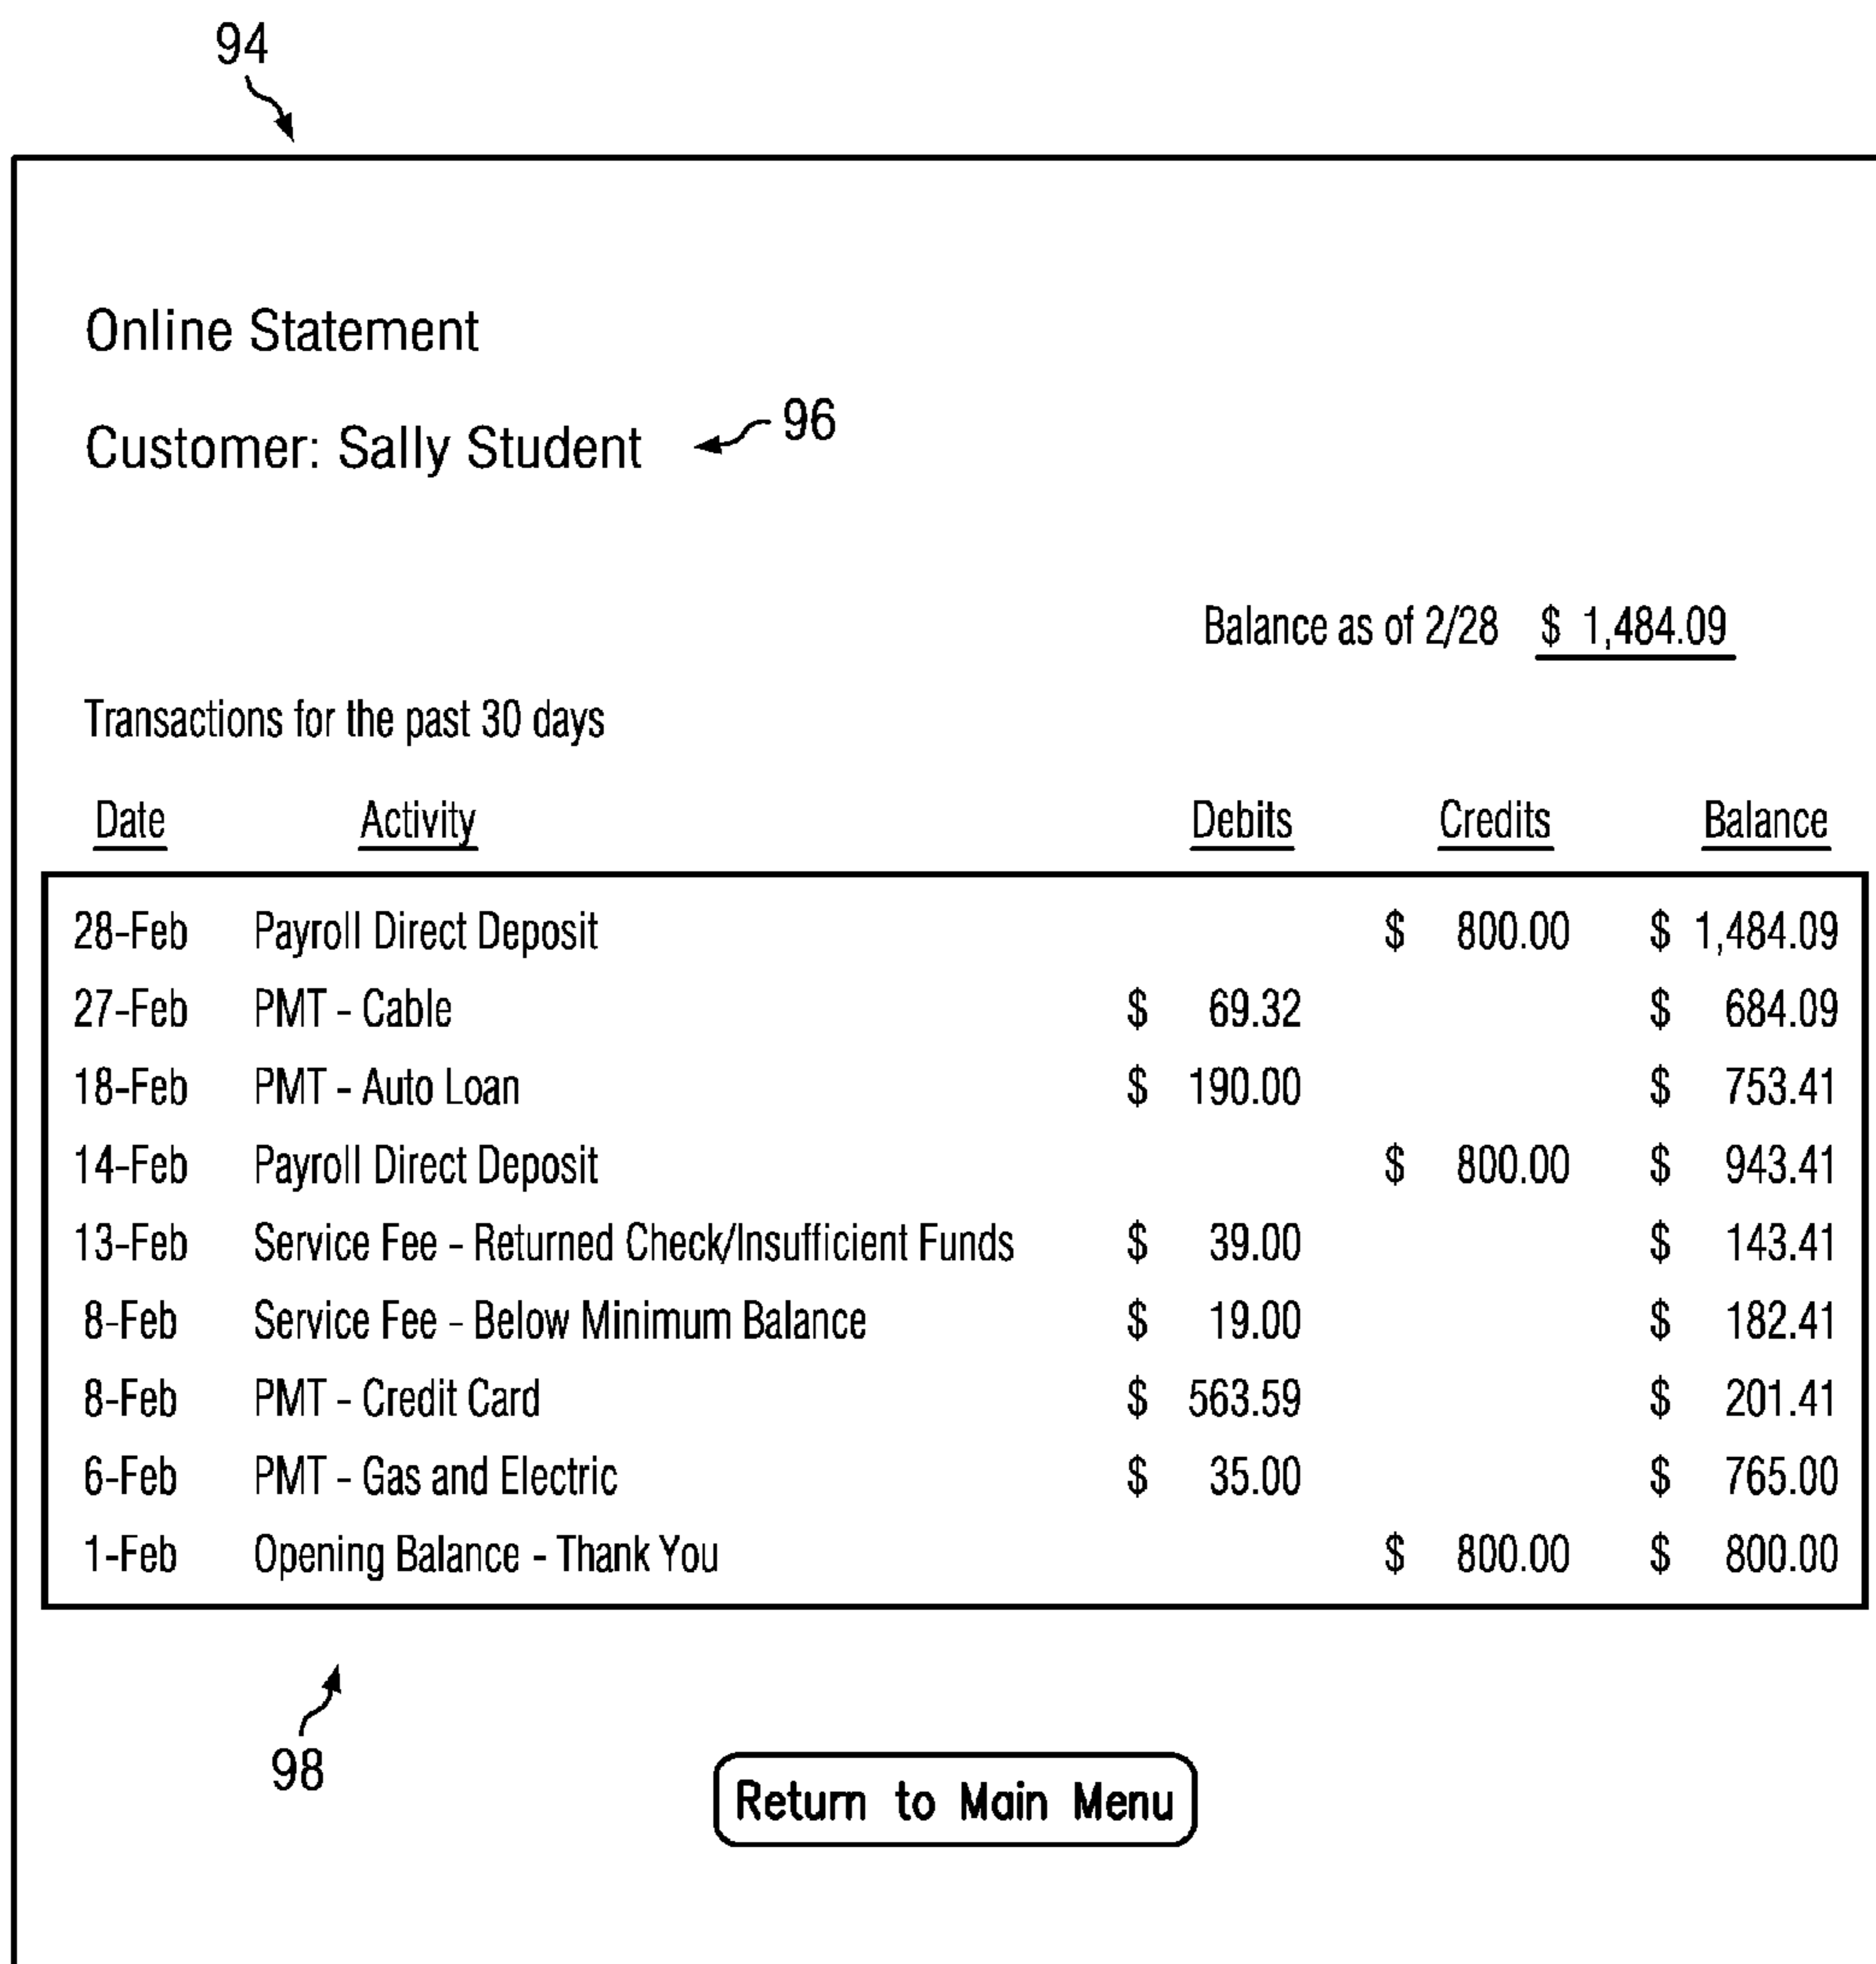 94
Online Statement
Customer: Sally Student 96
Balance as of 2/28 $ 1,484.09
Transactions for the past 30 days
Date Activity Debits Credits Balance
28-Feb Payroll Direct Deposit $ 800.00 $ 1,484.09
27-Feb PMT - Cable $ 69.32 $ 684.09
18-Feb PMT - Auto Loan $ 190.00 $ 753.41
14-Feb Payroll Direct Deposit $ 800.00 $ 943.41
13-Feb Service Fee - Returned Check/Insufficient Funds $ 39.00 $ 143.41
8-Feb Service Fee - Below Minimum Balance $ 19.00 $ 182.41
8-Feb PMT - Credit Card $ 563.59 $ 201.41
6-Feb PMT - Gas and Electric $ 35.00 $ 765.00
1-Feb Opening Balance - Thank You $ 800.00 $ 800.00
98
Return to Main Menu